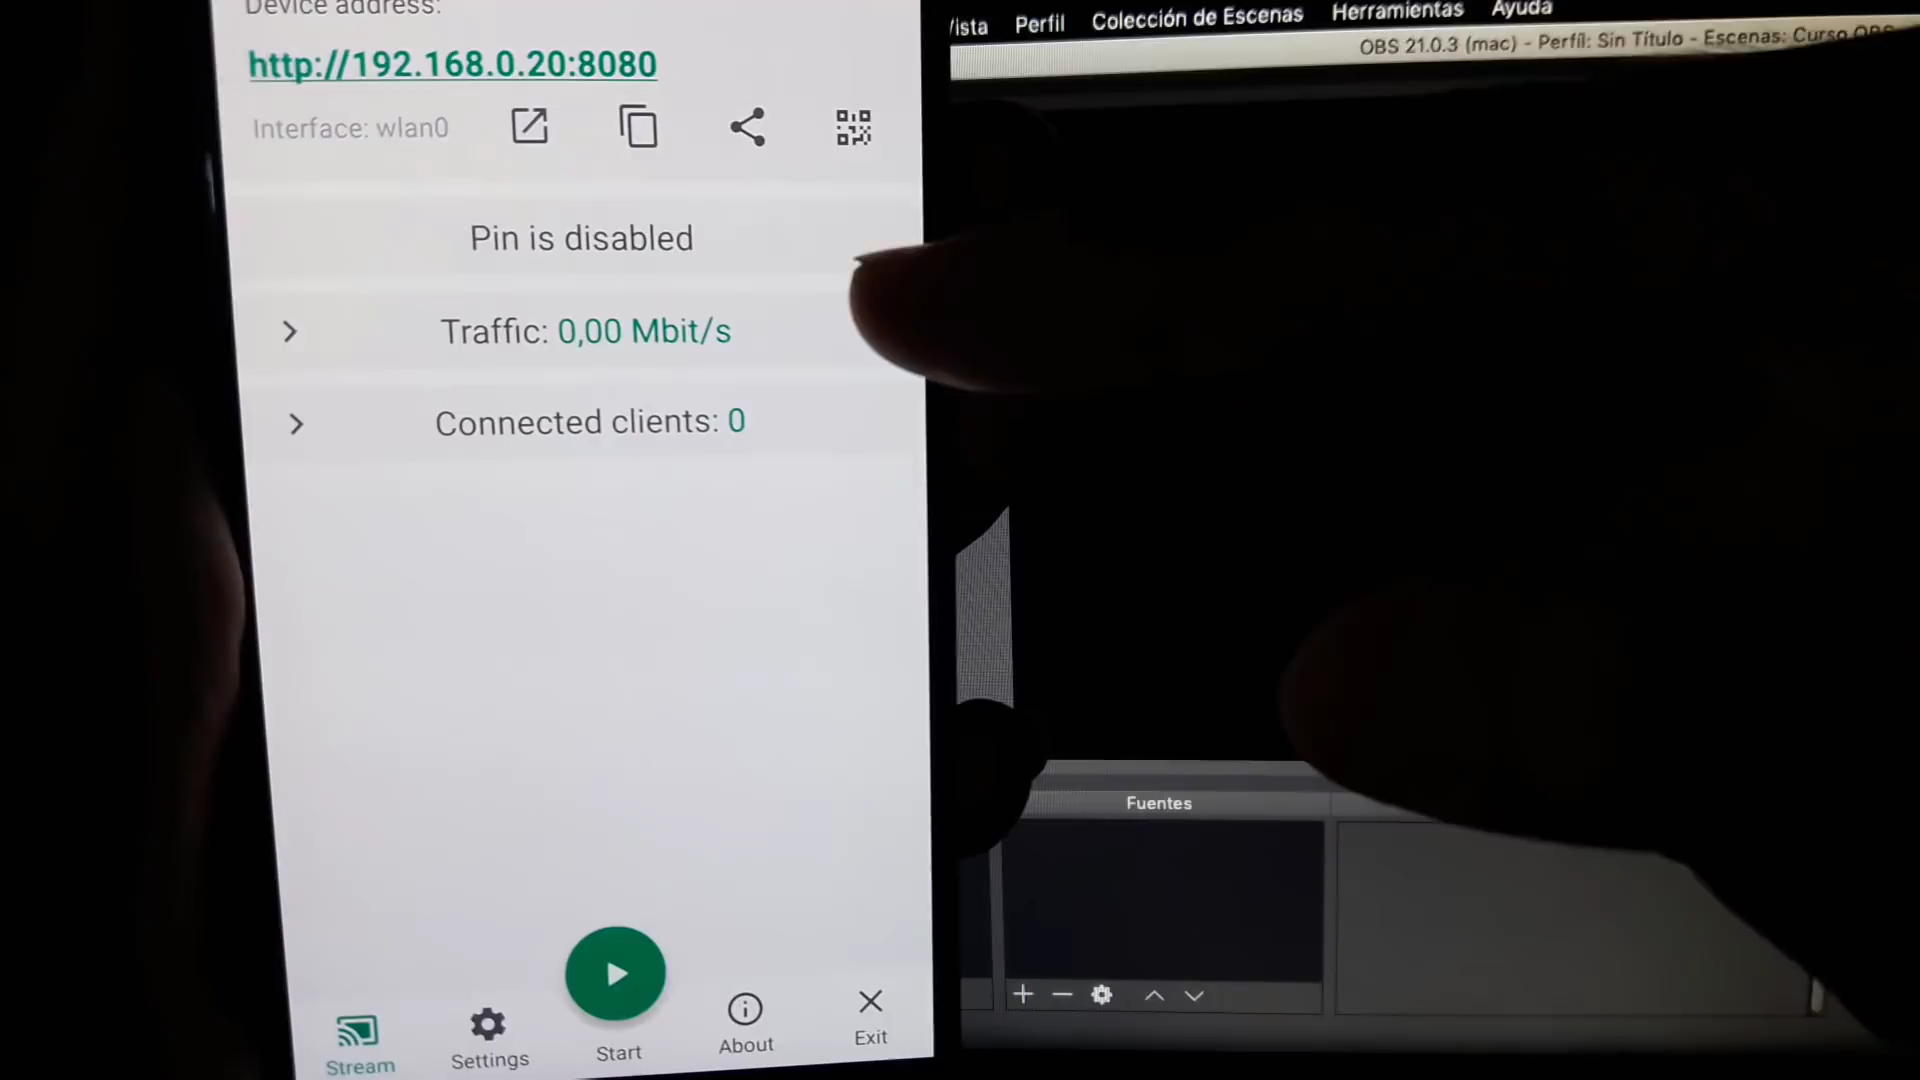 Device address:
http://192.168.0.20:8080
Interface: wlan0
Pin is disabled
Traffic: 0,00 Mbit/s
Connected clients: 0
Stream
Settings
Start
About
Exit
Vista Perfil Colección de Escenas Herramientas Ayuda
OBS 21.0.3 (mac) - Perfil: Sin Título - Escenas: Curso OBS
Fuentes